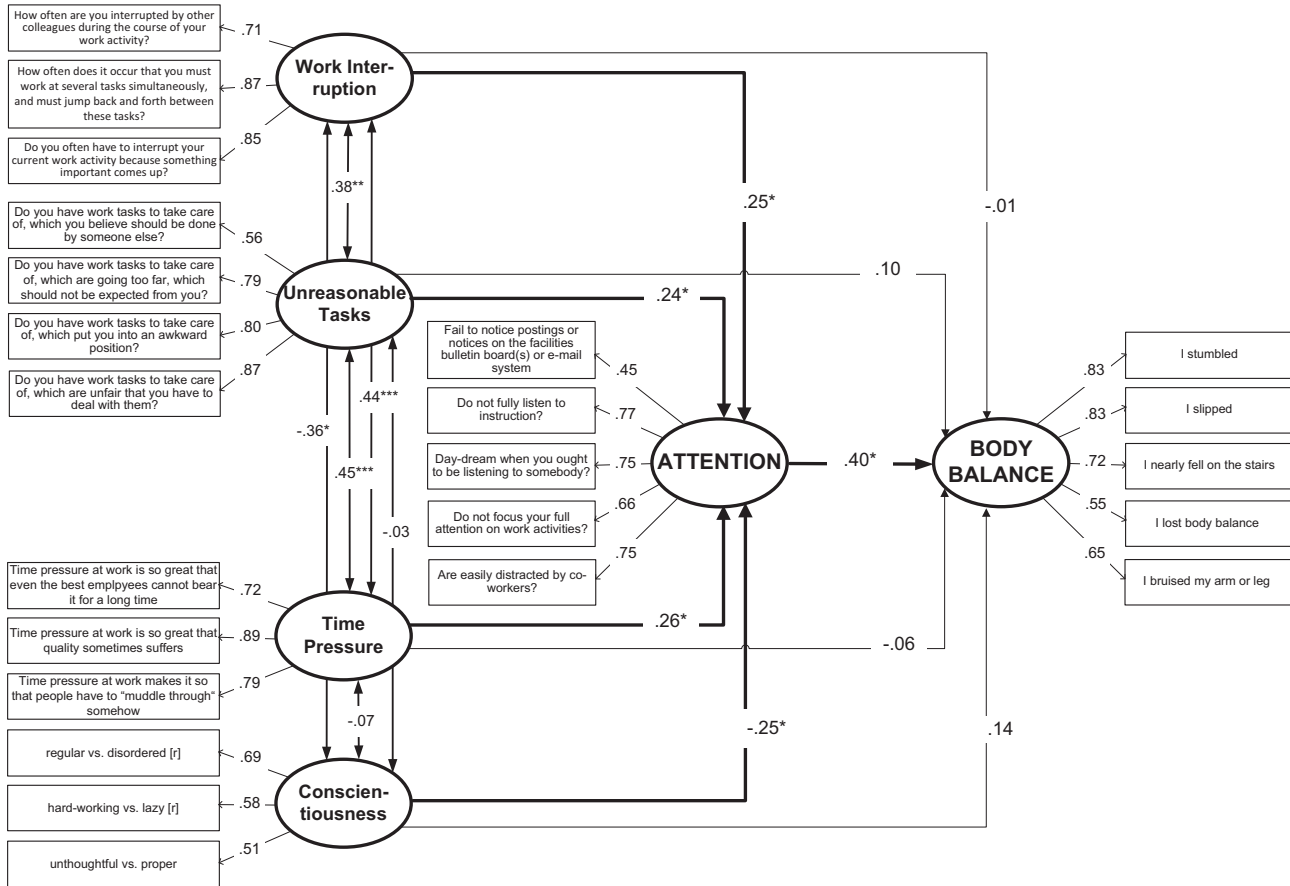 How often are you interrupted by other
colleagues during the course of your
work activity?
.71
How often does it occur that you must
work at several tasks simultaneously,
and must jump back and forth between
these tasks?
.87
Do you often have to interrupt your
current work activity because something
important comes up?
.85
Work Inter-
ruption
.38**
.25*
-.01
Do you have work tasks to take care
of, which you believe should be done
by someone else?
.56
Do you have work tasks to take care
of, which are going too far, which
should not be expected from you?
.79
Do you have work tasks to take care
of, which put you into an awkward
position?
.80
Do you have work tasks to take care
of, which are unfair that you have to
deal with them?
.87
Unreasonable
Tasks
.10
.24*
-.36*
.45***
.44***
-.03
Fail to notice postings or
notices on the facilities
bulletin board(s) or e-mail
system
.45
Do not fully listen to
instruction?
.77
Day-dream when you ought
to be listening to somebody?
.75
Do not focus your full
attention on work activities?
.66
Are easily distracted by co-
workers?
.75
ATTENTION
.40*
BODY
BALANCE
.83
I stumbled
.83
I slipped
.72
I nearly fell on the stairs
.55
I lost body balance
.65
I bruised my arm or leg
Time pressure at work is so great that
even the best emplpyees cannot bear
it for a long time
.72
Time pressure at work is so great that
quality sometimes suffers
.89
Time pressure at work makes it so
that people have to "muddle through“
somehow
.79
Time
Pressure
.26*
-.06
-.07
-.25*
.14
regular vs. disordered [r]
.69
hard-working vs. lazy [r]
.58
unthoughtful vs. proper
.51
Conscien-
tiousness